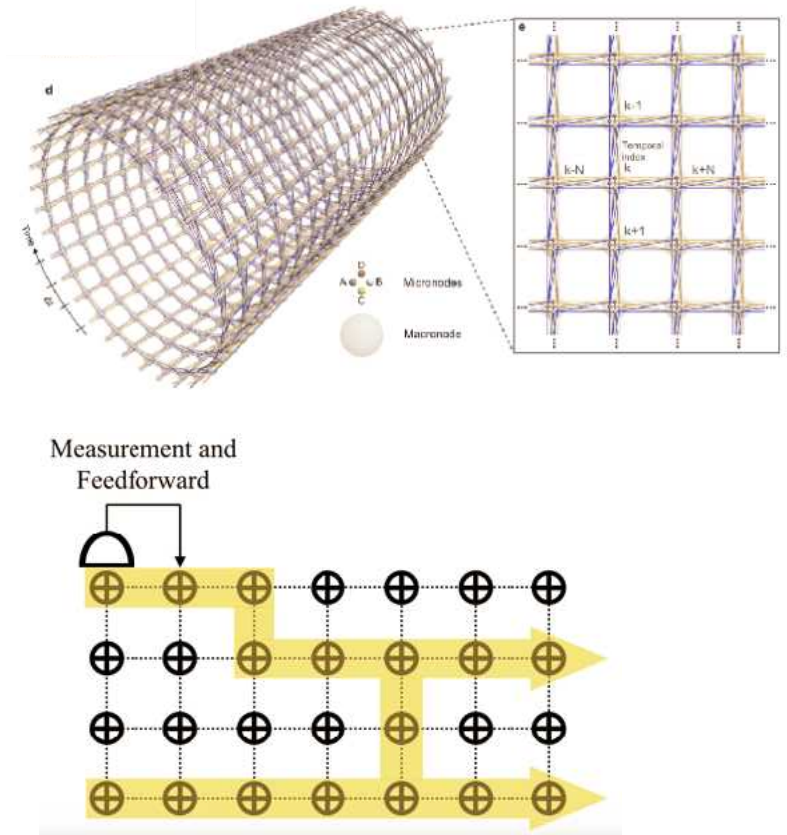 d
e
k-1
Temporal
index
k-N
k
k+N
k+1
Time
Δt
D
A
B
C
Micronodes
Macronode
Measurement and
Feedforward